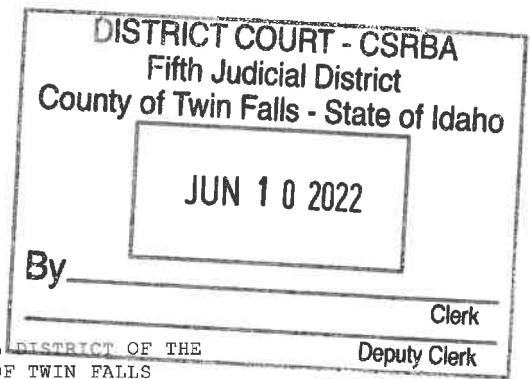 DISTRICT COURT - CSRBA
Fifth Judicial District
County of Twin Falls - State of Idaho
JUN 1 0 2022
By
Clerk
DISTRICT OF THE
OF TWIN FALLS
Deputy Clerk